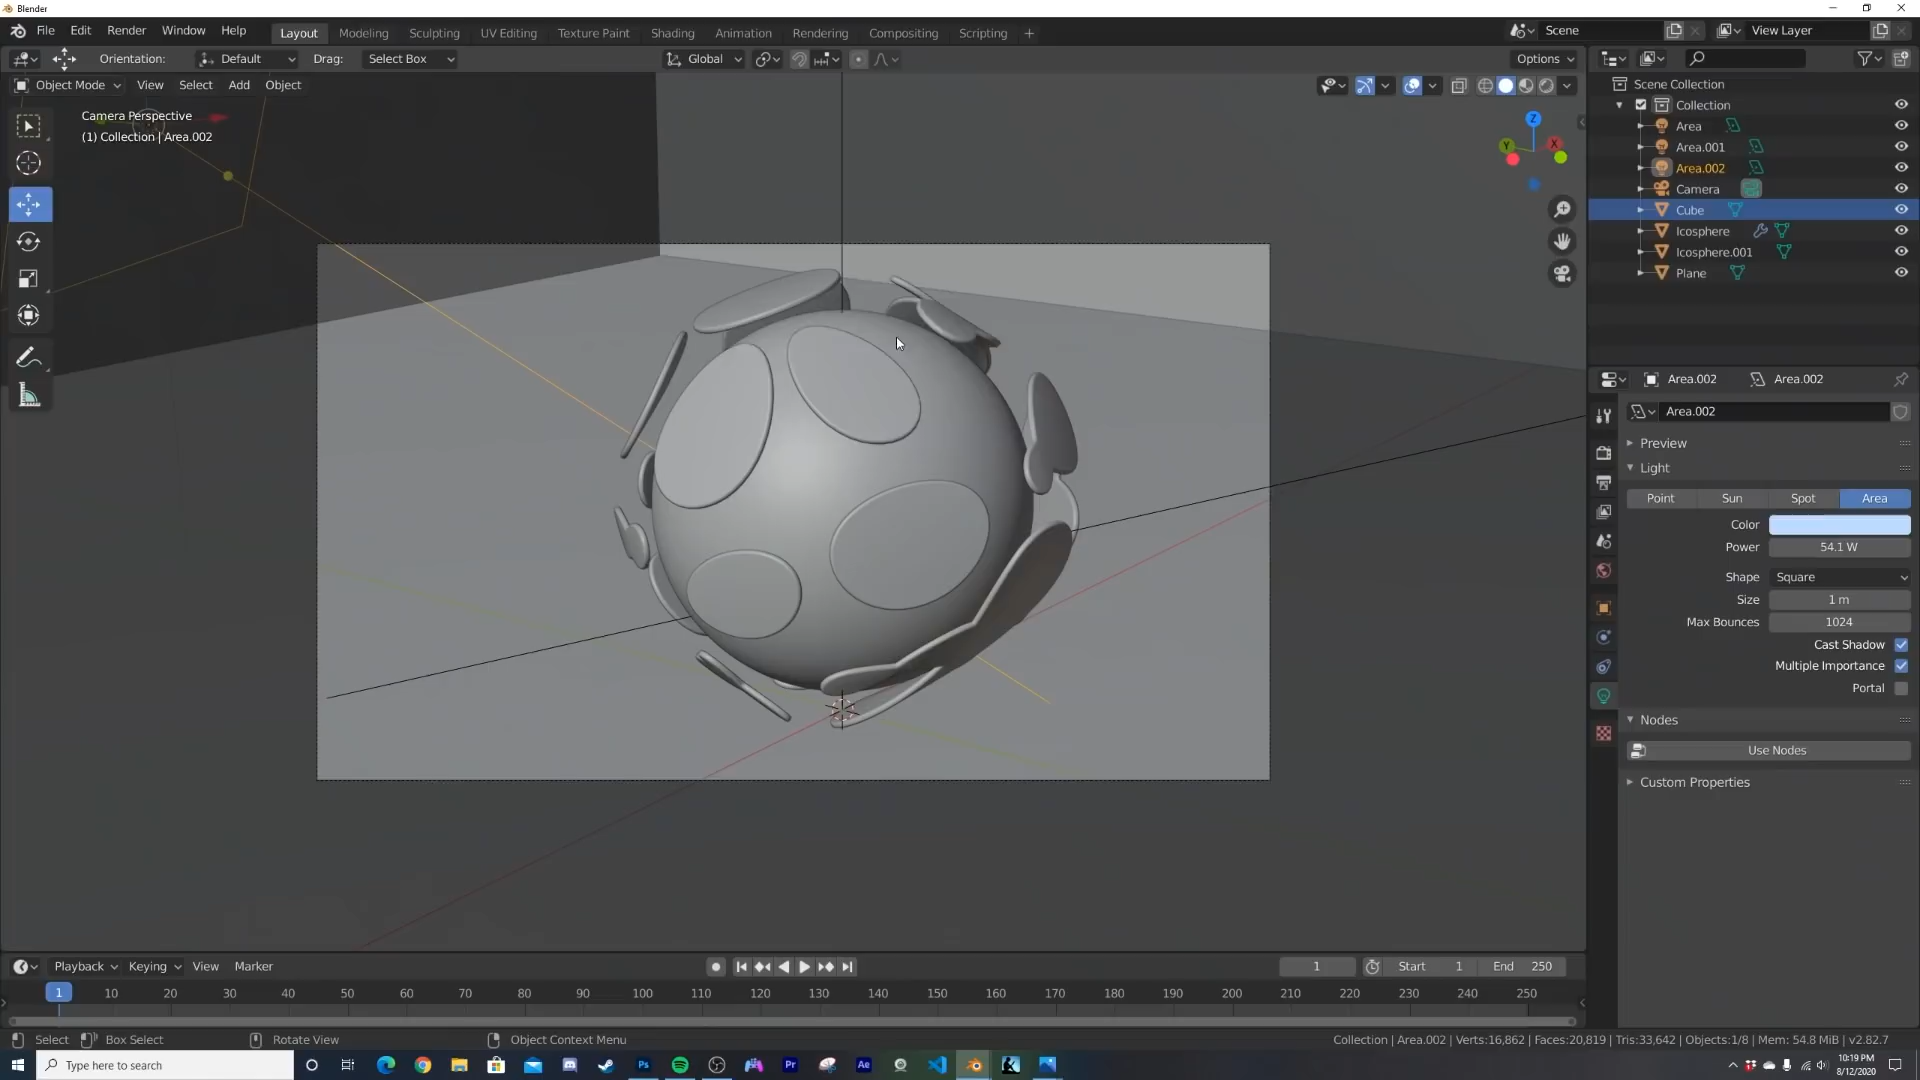 Blender
File Edit Render Window Help
Layout Modeling Sculpting UV Editing Texture Paint Shading Animation Rendering Compositing Scripting +
Scene
View Layer
Orientation: Default Drag: Select Box
Global
Options
Object Mode View Select Add Object
Camera Perspective
(1) Collection | Area.002
Z
Y
X
Scene Collection
Collection
Area
Area.001
Area.002
Camera
Cube
Icosphere
Icosphere.001
Plane
Area.002 Area.002
Area.002
Preview
Light
Point Sun Spot Area
Color
Power 54.1 W
Shape Square
Size 1 m
Max Bounces 1024
Cast Shadow
Multiple Importance
Portal
Nodes
Use Nodes
Custom Properties
Playback Keying View Marker
1
Start 1 End 250
1 10 20 30 40 50 60 70 80 90 100 110 120 130 140 150 160 170 180 190 200 210 220 230 240 250
Select Box Select Rotate View Object Context Menu
Collection | Area.002 | Verts:16,862 | Faces:20,819 | Tris:33,642 | Objects:1/8 | Mem: 54.8 MiB | v2.82.7
Type here to search
Ps
Pr
Ae
10:19 PM
8/12/2020